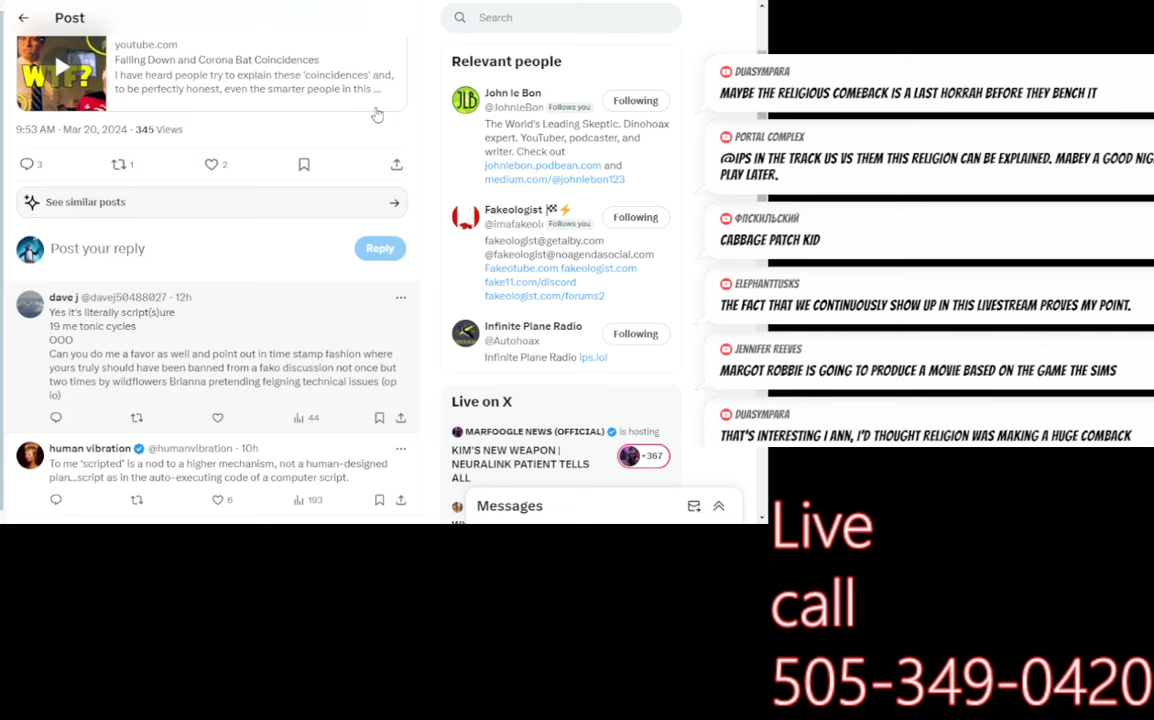 Post
Search
WTF?
youtube.com
Falling Down and Corona Bat Coincidences
I have heard people try to explain these 'coincidences' and,
to be perfectly honest, even the smarter people in this ...
9:53 AM · Mar 20, 2024 · 345 Views
3
1
2
See similar posts
Post your reply
Reply
dave j @davej50488027 · 12h
Yes it's literally script(s)ure
19 me tonic cycles
OOO
Can you do me a favor as well and point out in time stamp fashion where
yours truly should have been banned from a fako discussion not once but
two times by wildflowers Brianna pretending feigning technical issues (op
io)
44
human vibration @humanvibration · 10h
To me 'scripted' is a nod to a higher mechanism, not a human-designed
plan...script as in the auto-executing code of a computer script.
6
193
Relevant people
JLB
John le Bon
@JohnleBon Follows you
Following
The World's Leading Skeptic. Dinohoax
expert. YouTuber, podcaster, and
writer. Check out
johnlebon.podbean.com and
medium.com/@johnlebon123
Fakeologist
@imafakeolo Follows you
Following
fakeologist@getalby.com
@fakeologist@noagendasocial.com
Fakeotube.com fakeologist.com
fake11.com/discord
fakeologist.com/forums2
Infinite Plane Radio
@Autohoax
Following
Infinite Plane Radio ips.lol
Live on X
MARFOOGLE NEWS (OFFICIAL) is hosting
KIM'S NEW WEAPON |
NEURALINK PATIENT TELLS
ALL
+367
Messages
DUASYMPARA
MAYBE THE RELIGIOUS COMEBACK IS A LAST HORRAH BEFORE THEY BENCH IT
PORTAL COMPLEX
@IPS IN THE TRACK US VS THEM THIS RELIGION CAN BE EXPLAINED. MABEY A GOOD NIG
PLAY LATER.
ФПСКИЛЬСКИЙ
CABBAGE PATCH KID
ELEPHANTTUSKS
THE FACT THAT WE CONTINUOUSLY SHOW UP IN THIS LIVESTREAM PROVES MY POINT.
JENNIFER REEVES
MARGOT ROBBIE IS GOING TO PRODUCE A MOVIE BASED ON THE GAME THE SIMS
DUASYMPARA
THAT'S INTERESTING I ANN, I'D THOUGHT RELIGION WAS MAKING A HUGE COMBACK
Live
call
505-349-0420